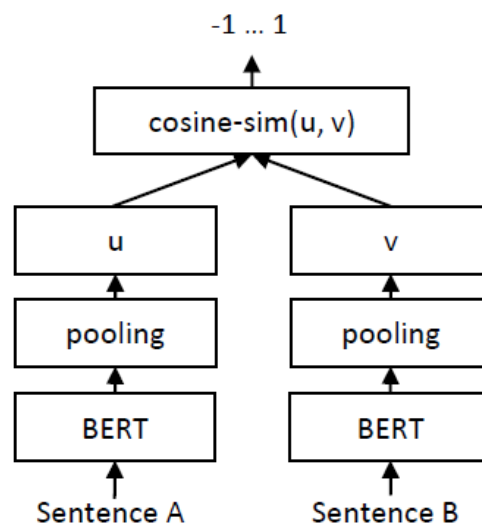 -1 ... 1
cosine-sim(u, v)
u v
pooling pooling
BERT BERT
Sentence A Sentence B